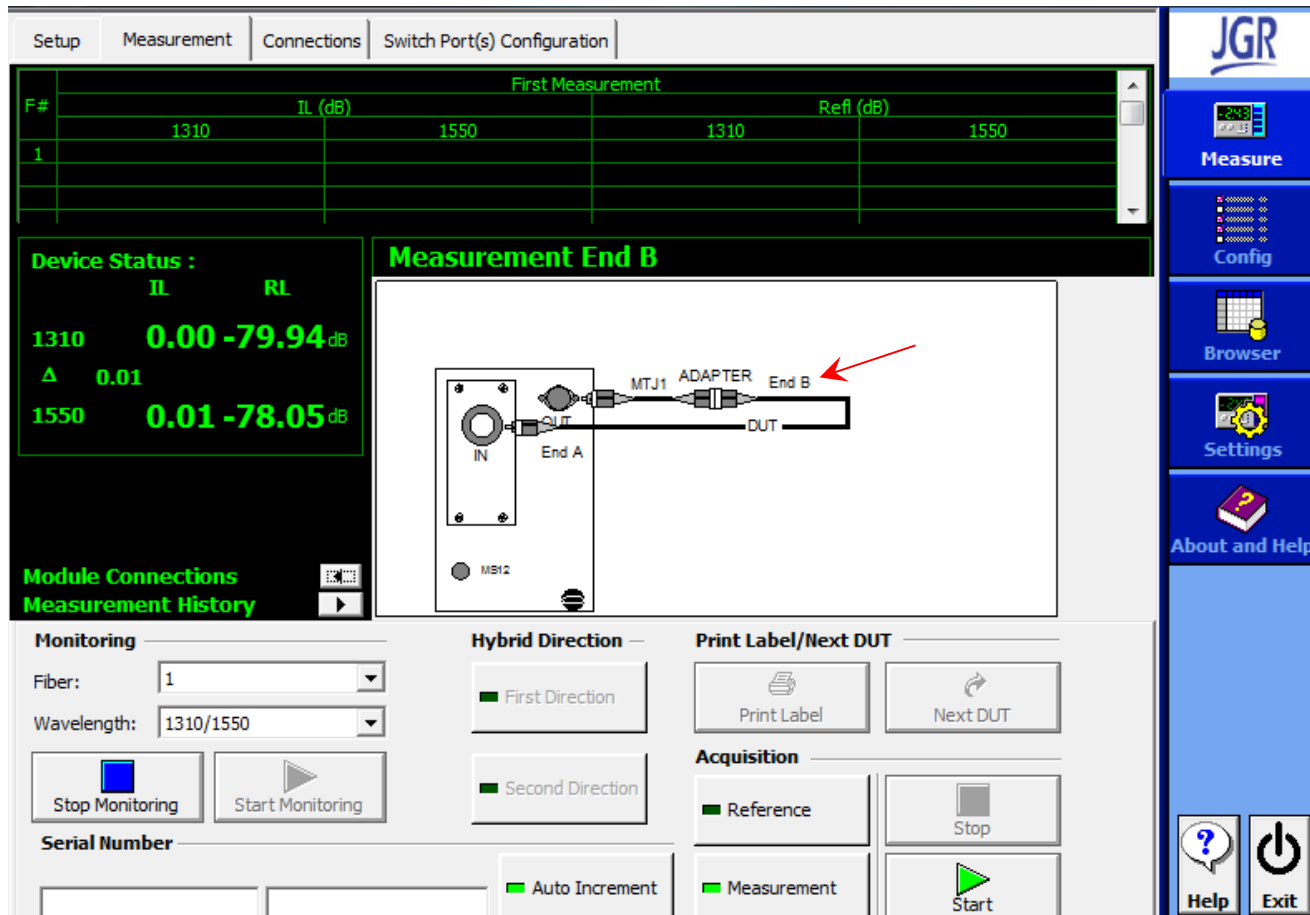 Setup Measurement Connections Switch Port(s) Configuration
JGR
First Measurement
F# IL (dB) Refl (dB)
1310 1550 1310 1550
1
Measure
Config
Browser
Settings
About and Help
Device Status :
IL RL
1310 0.00 -79.94 dB
Δ 0.01
1550 0.01 -78.05 dB
Measurement End B
MTJ1 ADAPTER End B
OUT DUT
IN End A
MS12
Module Connections
Measurement History
Monitoring Hybrid Direction Print Label/Next DUT
Fiber: 1
First Direction
Print Label Next DUT
Wavelength: 1310/1550
Acquisition
Stop Monitoring Start Monitoring Second Direction
Reference Stop
Serial Number
Auto Increment Measurement Start
Help Exit